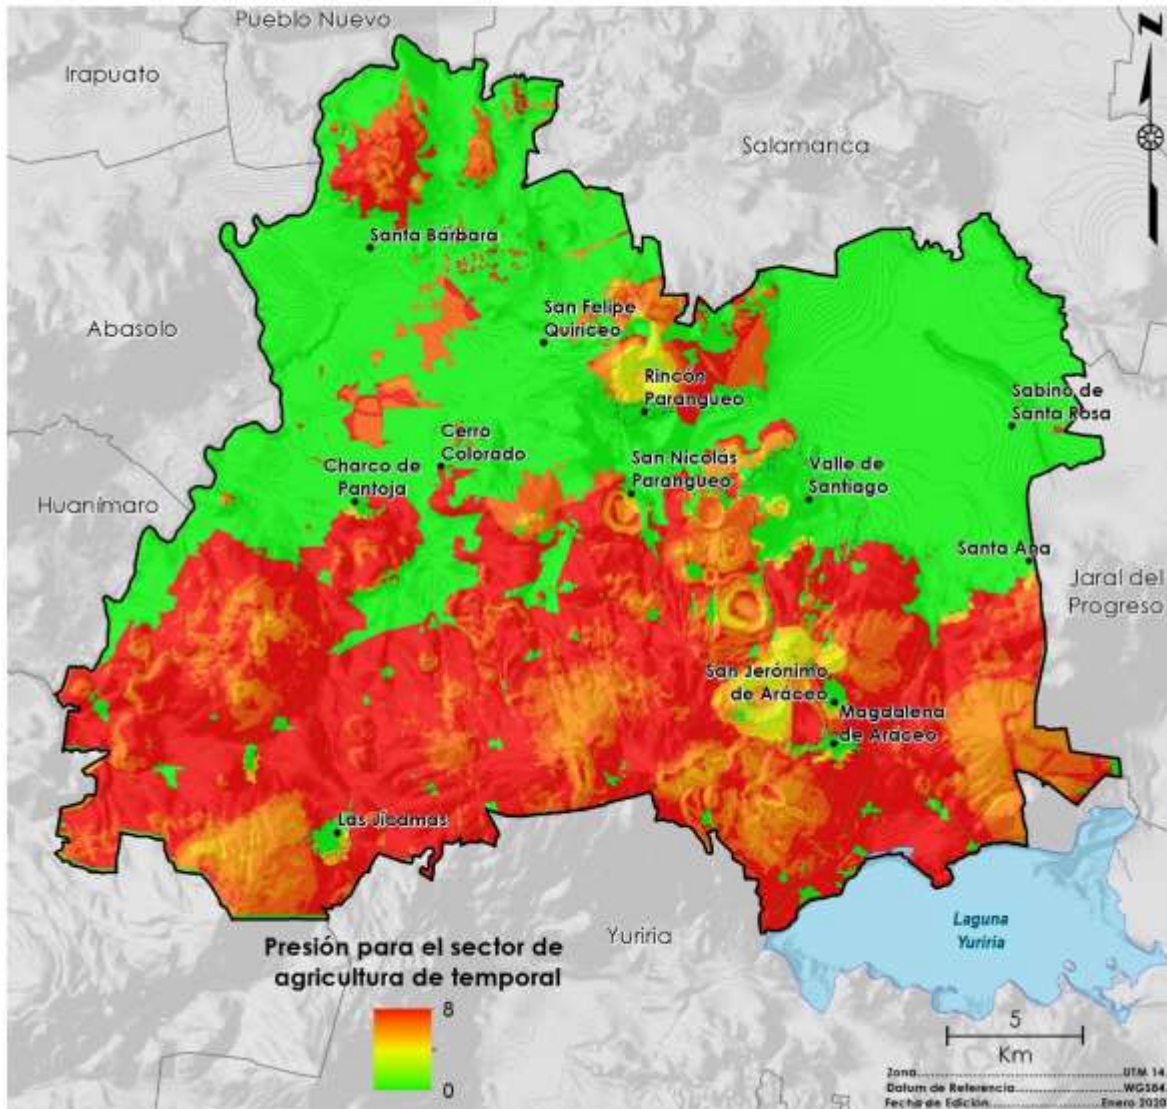 Pueblo Nuevo
Irapuato
Salamanca
Santa Bárbara
Abasolo
San Felipe
Quiriceo
Rincón
Parangueo
Sabino de
Santa Rosa
Cerro
Colorado
San Nicolás
Parangueo
Valle de
Santiago
Charco de
Pantoja
Huanímaro
Santa Ana
Jaral del
Progreso
San Jerónimo
de Aráceo
Magdalena
de Aráceo
Las Jícamas
Laguna
Yuriria
Yuriria
Presión para el sector de
agricultura de temporal
8
0
5
Km
Z
Zona UTM 14
Datum de Referencia WGS84
Fecha de Edición Enero 2020